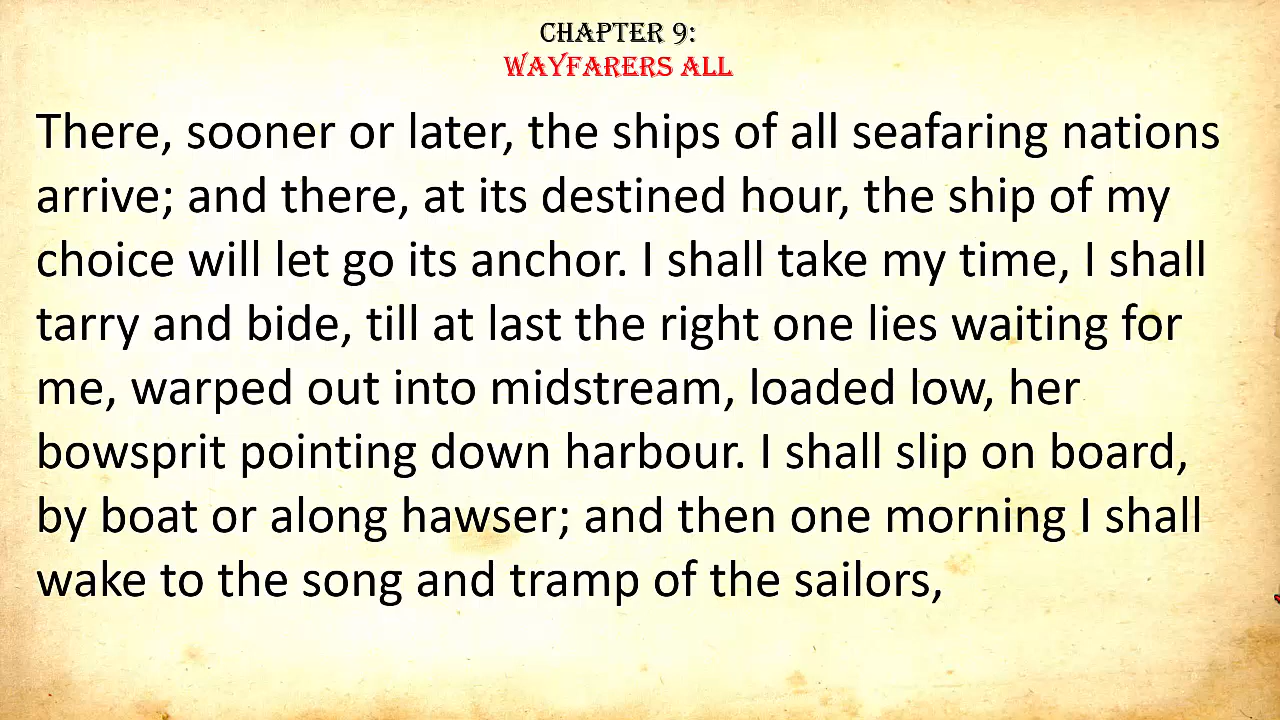 CHAPTER 9:
WAYFARERS ALL
There, sooner or later, the ships of all seafaring nations
arrive; and there, at its destined hour, the ship of my
choice will let go its anchor. I shall take my time, I shall
tarry and bide, till at last the right one lies waiting for
me, warped out into midstream, loaded low, her
bowsprit pointing down harbour. I shall slip on board,
by boat or along hawser; and then one morning I shall
wake to the song and tramp of the sailors,